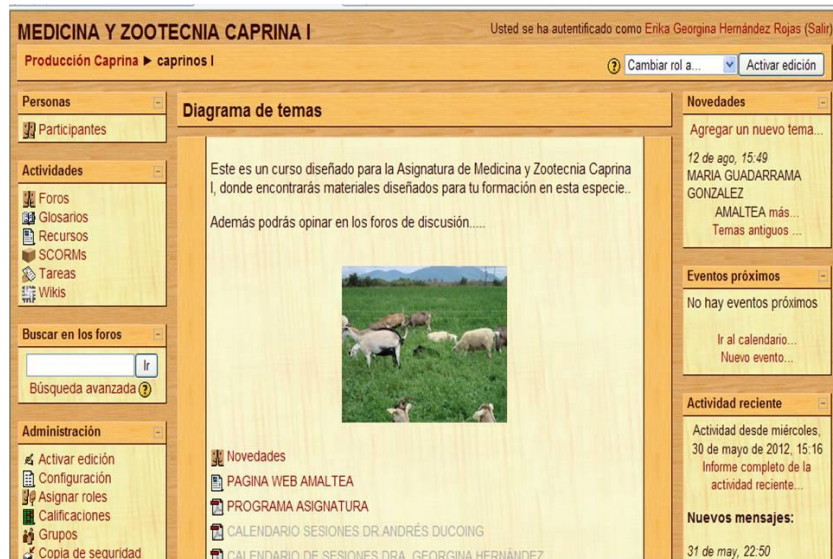 MEDICINA Y ZOOTECNIA CAPRINA I
Usted se ha autentificado como Erika Georgina Hernández Rojas (Salir)
Producción Caprina ► caprinos I
Cambiar rol a...
Activar edición
Personas
Participantes
Actividades
Foros
Glosarios
Recursos
SCORMs
Tareas
Wikis
Buscar en los foros
Ir
Búsqueda avanzada
Administración
Activar edición
Configuración
Asignar roles
Calificaciones
Grupos
Copia de seguridad
Diagrama de temas
Este es un curso diseñado para la Asignatura de Medicina y Zootecnia Caprina
I, donde encontrarás materiales diseñados para tu formación en esta especie..
Además podrás opinar en los foros de discusión.....
Novedades
PAGINA WEB AMALTEA
PROGRAMA ASIGNATURA
CALENDARIO SESIONES DR.ANDRÉS DUCOING
CALENDARIO DE SESIONES DRA. GEORGINA HERNÁNDEZ
Novedades
Agregar un nuevo tema...
12 de ago, 15:49
MARIA GUADARRAMA
GONZALEZ
AMALTEA más...
Temas antiguos ...
Eventos próximos
No hay eventos próximos
Ir al calendario...
Nuevo evento...
Actividad reciente
Actividad desde miércoles,
30 de mayo de 2012, 15:16
Informe completo de la
actividad reciente...
Nuevos mensajes:
31 de may, 22:50